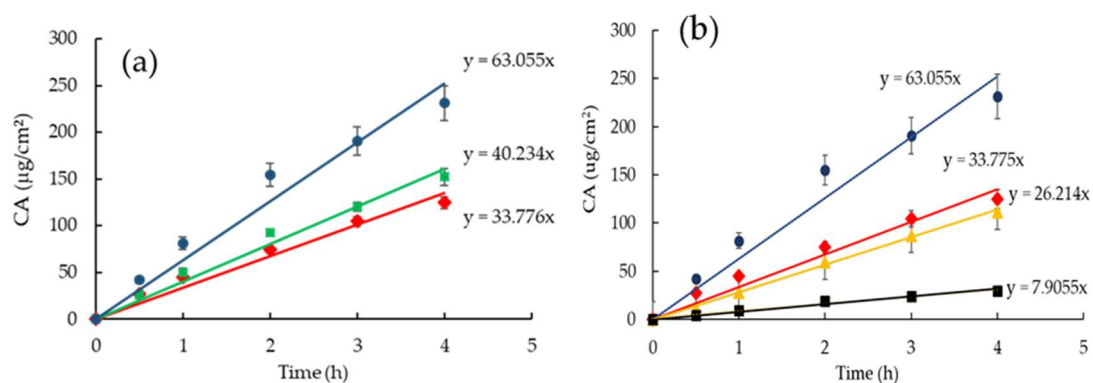 (a)
300
250
200
150
100
50
0
CA (µg/cm²)
0 1 2 3 4 5
Time (h)
y = 63.055x
y = 40.234x
y = 33.776x
(b)
300
250
200
150
100
50
0
CA (ug/cm²)
0 1 2 3 4 5
Time (h)
y = 63.055x
y = 33.775x
y = 26.214x
y = 7.9055x